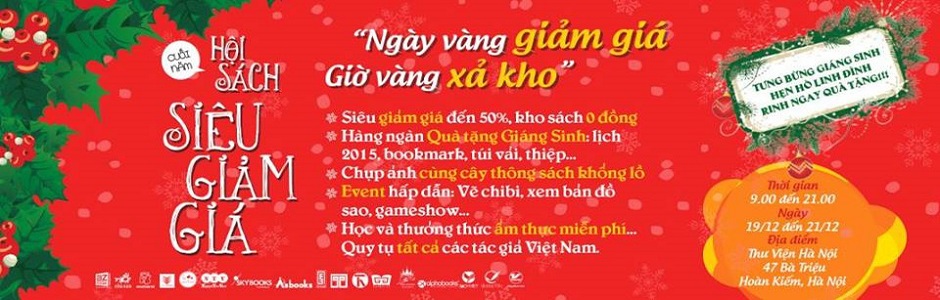 CUỐI
NĂM
HỘI
SÁCH
SIÊU
GIẢM
GIÁ
“Ngày vàng giảm giá
Giờ vàng xả kho”
Siêu giảm giá đến 50%, kho sách 0 đồng
Hàng ngàn Quà tặng Giáng Sinh: lịch
2015, bookmark, túi vải, thiệp...
Chụp ảnh cùng cây thông sách khổng lồ
Event hấp dẫn: Vẽ chibi, xem bản đồ
sao, gameshow...
Học và thưởng thức ẩm thực miễn phí...
Quy tụ tất cả các tác giả Việt Nam.
TƯNG BỪNG GIÁNG SINH
HẸN HÒ LINH ĐÌNH
RINH NGAY QUÀ TẶNG!!!
Thời gian
9.00 đến 21.00
Ngày
19/12 đến 21/12
Địa điểm
Thư Viện Hà Nội
47 Bà Triệu
Hoàn Kiếm, Hà Nội
SKYBOOKS
alphabooks